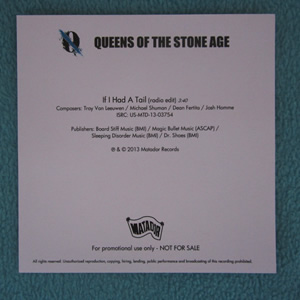 QUEENS OF THE STONE AGE
If I Had A Tail (radio edit) 3:47
Composers: Troy Van Leeuwen / Michael Shuman / Dean Fertita / Josh Homme
ISRC: US-MTD-13-03754
Publishers: Board Stiff Music (BMI) / Magic Bullet Music (ASCAP) /
Sleeping Disorder Music (BMI) / Dr. Shoes (BMI)
℗ & © 2013 Matador Records
MATADOR
For promotional use only - NOT FOR SALE
All rights reserved. Unauthorised reproduction, copying, hiring, lending, public performance and broadcasting of this recording prohibited.